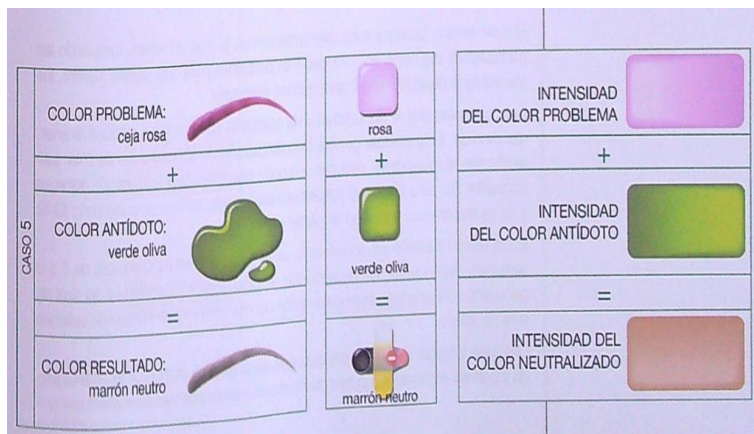 CASO 5
COLOR PROBLEMA:
ceja rosa
+
COLOR ANTÍDOTO:
verde oliva
=
COLOR RESULTADO:
marrón neutro
rosa
+
verde oliva
=
marrón neutro
INTENSIDAD
DEL COLOR PROBLEMA
+
INTENSIDAD
DEL COLOR ANTÍDOTO
=
INTENSIDAD DEL
COLOR NEUTRALIZADO